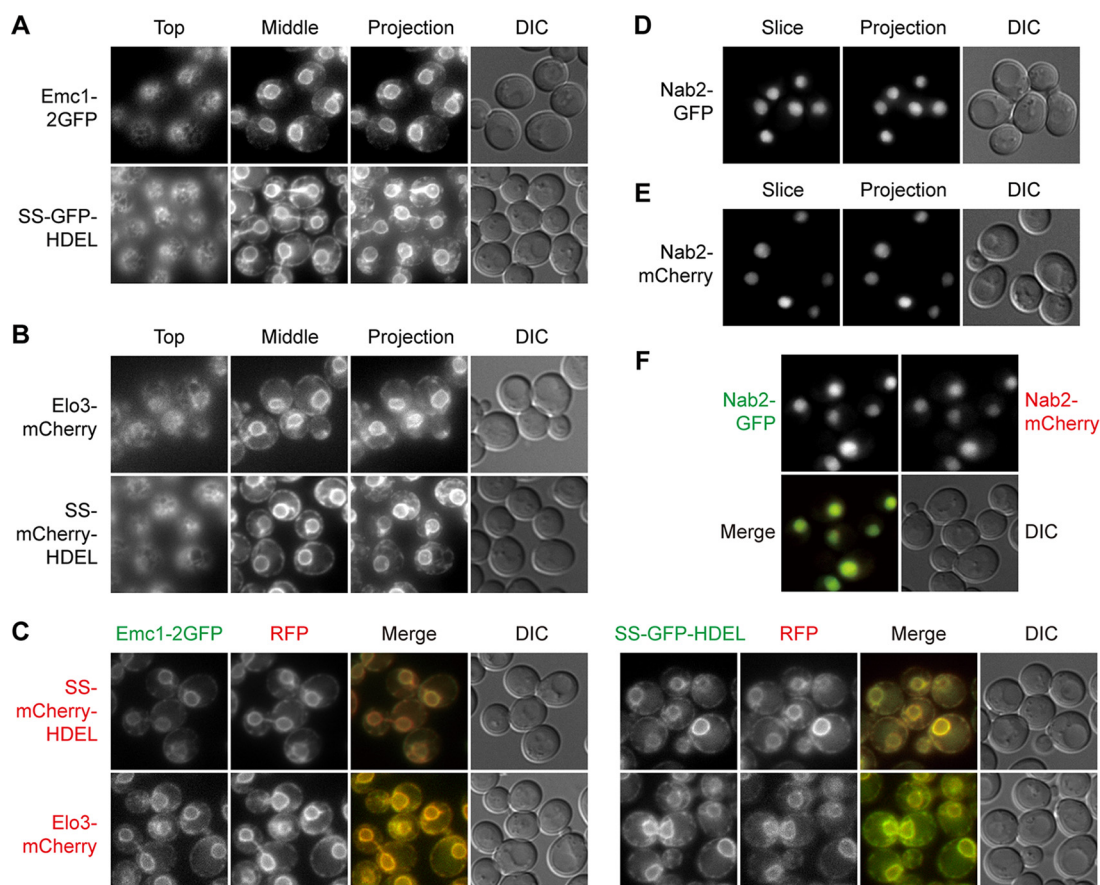 A
Top Middle Projection DIC
Emc1-
2GFP
SS-GFP-
HDEL
B
Top Middle Projection DIC
Elo3-
mCherry
SS-
mCherry-
HDEL
C
Emc1-2GFP RFP Merge DIC
SS-
mCherry-
HDEL
Elo3-
mCherry
SS-GFP-HDEL RFP Merge DIC
D
Slice Projection DIC
Nab2-
GFP
E
Slice Projection DIC
Nab2-
mCherry
F
Nab2-
GFP
Nab2-
mCherry
Merge
DIC